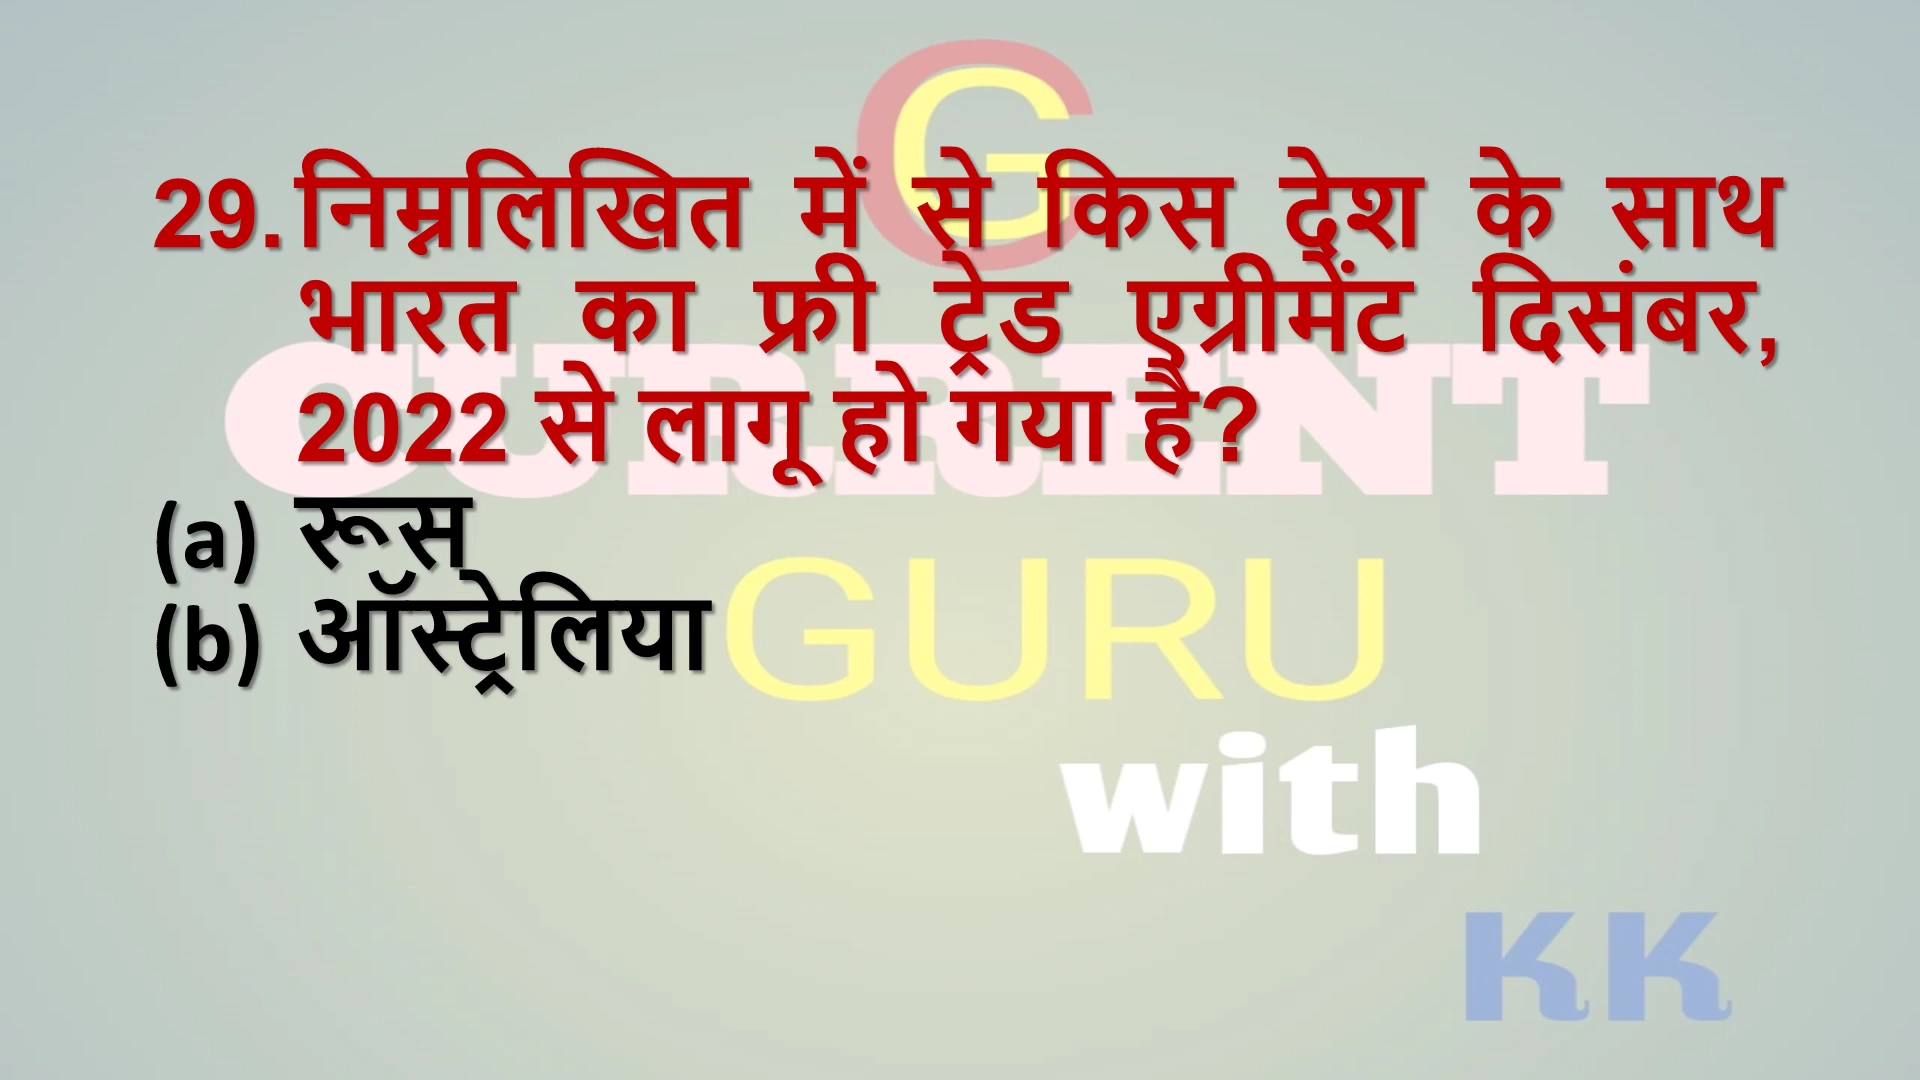 G
29. निम्नलिखित में से किस देश के साथ
भारत का फ्री ट्रेड एग्रीमेंट दिसंबर,
2022 से लागू हो गया है?
CURRENT
(a) रूस
(b) ऑस्ट्रेलिया
GURU
with
KK